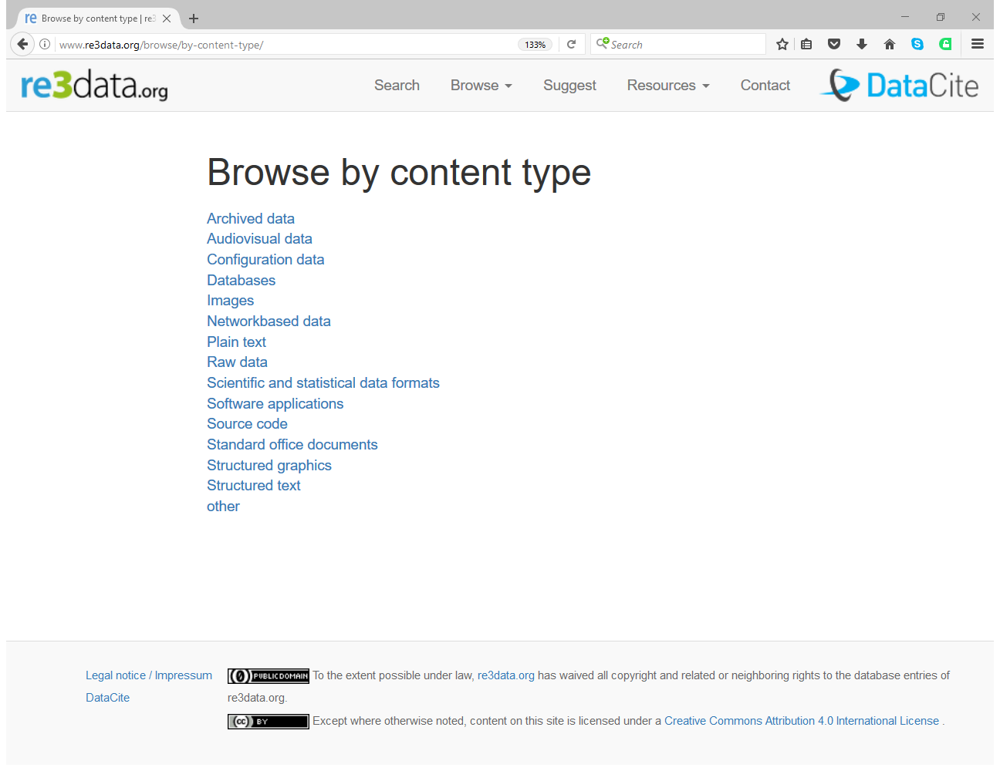 re Browse by content type | re3
www.re3data.org/browse/by-content-type/ 133% Search
re3data.org Search Browse Suggest Resources Contact DataCite
Browse by content type
Archived data
Audiovisual data
Configuration data
Databases
Images
Networkbased data
Plain text
Raw data
Scientific and statistical data formats
Software applications
Source code
Standard office documents
Structured graphics
Structured text
other
Legal notice / Impressum
DataCite
PUBLIC DOMAIN To the extent possible under law, re3data.org has waived all copyright and related or neighboring rights to the database entries of
re3data.org.
cc BY Except where otherwise noted, content on this site is licensed under a Creative Commons Attribution 4.0 International License .